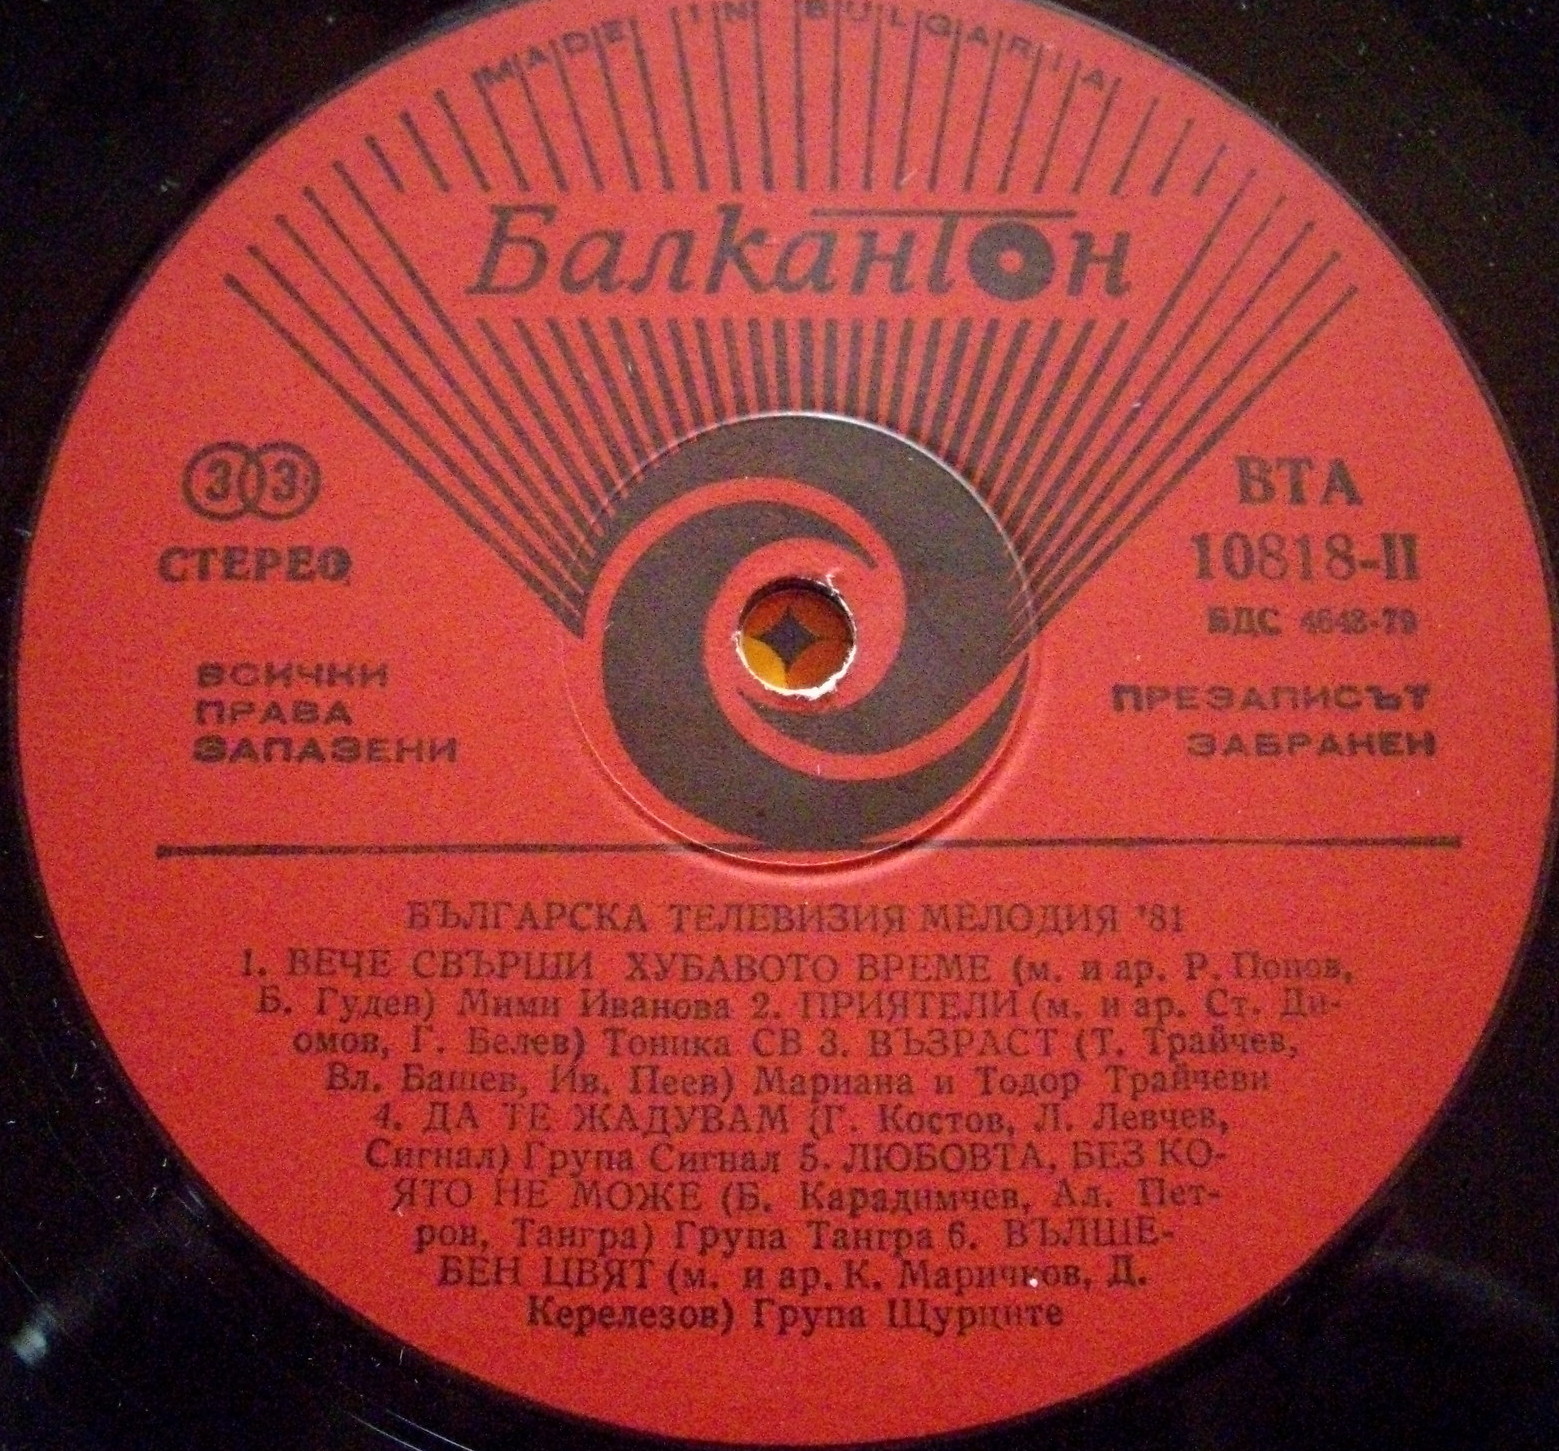 MADE IN BULGARIA
Балкантон
33
СТЕРЕО
ВСИЧКИ
ПРАВА
ЗАПАЗЕНИ
ВТА
10818-II
БДС 4648-79
ПРЕЗАПИСЪТ
ЗАБРАНЕН
БЪЛГАРСКА ТЕЛЕВИЗИЯ МЕЛОДИЯ '81
1. ВЕЧЕ СВЪРШИ ХУБАВОТО ВРЕМЕ (м. и ар. Р. Попов,
Б. Гудев) Мими Иванова 2. ПРИЯТЕЛИ (м. и ар. Ст. Ди-
омов, Г. Белев) Тоника СВ 3. ВЪЗРАСТ (Т. Трайчев,
Вл. Башев, Ив. Пеев) Мариана и Тодор Трайчеви
4. ДА ТЕ ЖАДУВАМ (Г. Костов, Л. Левчев,
Сигнал) Група Сигнал 5. ЛЮБОВТА, БЕЗ КО-
ЯТО НЕ МОЖЕ (Б. Карадимчев, Ал. Пет-
ров, Тангра) Група Тангра 6. ВЪЛШЕ-
БЕН ЦВЯТ (м. и ар. К. Маричков, Д.
Керелезов) Група Щурците